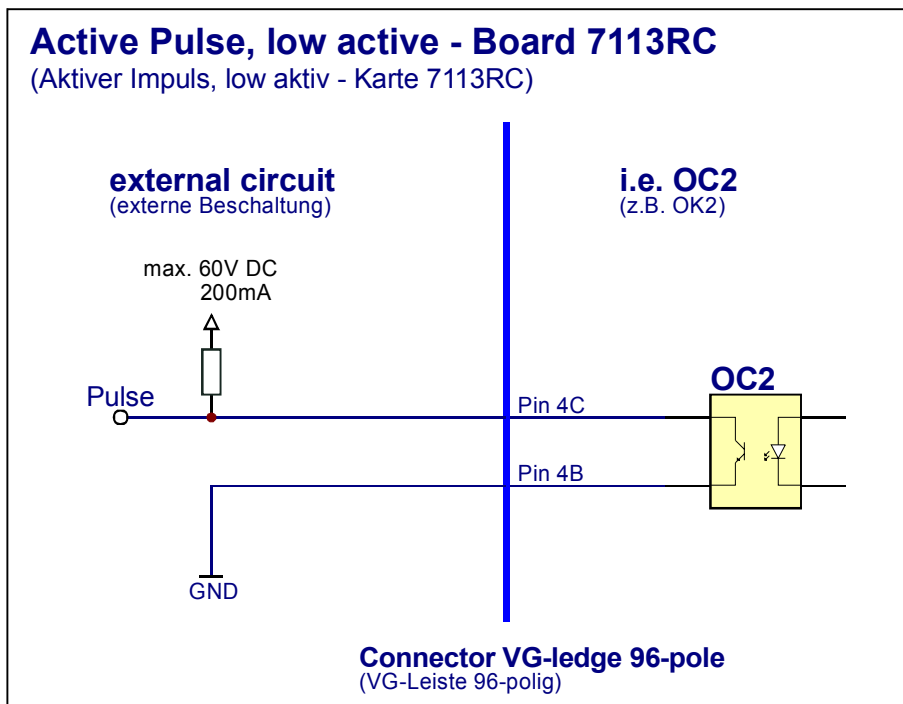 Active Pulse, low active - Board 7113RC
(Aktiver Impuls, low aktiv - Karte 7113RC)
external circuit
(externe Beschaltung)
i.e. OC2
(z.B. OK2)
max. 60V DC
200mA
OC2
Pulse
Pin 4C
Pin 4B
GND
Connector VG-ledge 96-pole
(VG-Leiste 96-polig)